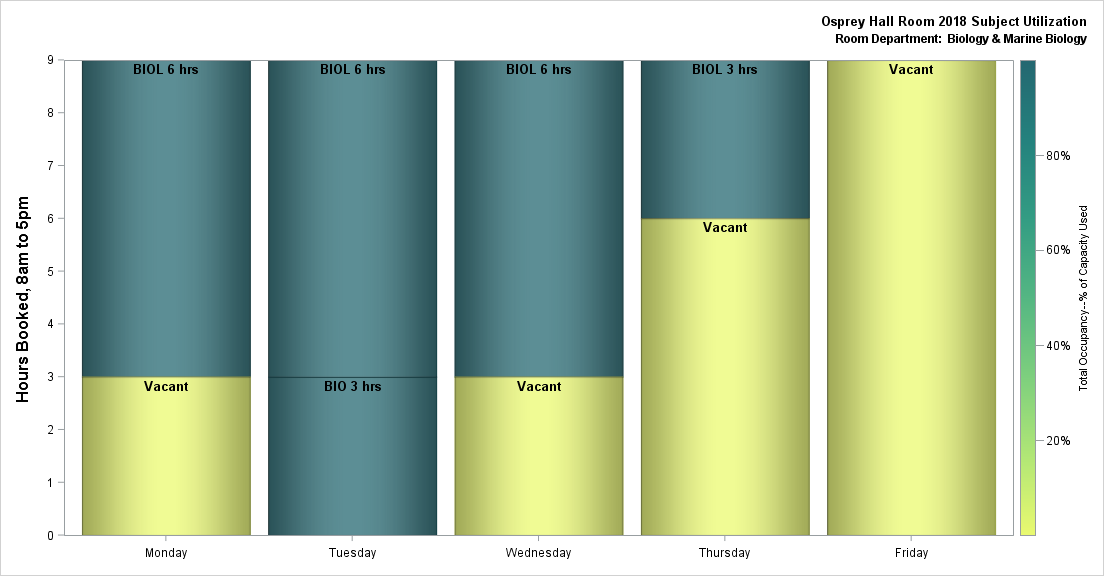 Osprey Hall Room 2018 Subject Utilization
Room Department: Biology & Marine Biology
Hours Booked, 8am to 5pm
9
8
7
6
5
4
3
2
1
0
BIOL 6 hrs
Vacant
BIOL 6 hrs
BIO 3 hrs
BIOL 6 hrs
Vacant
BIOL 3 hrs
Vacant
Vacant
Monday
Tuesday
Wednesday
Thursday
Friday
80%
60%
40%
20%
Total Occupancy--% of Capacity Used